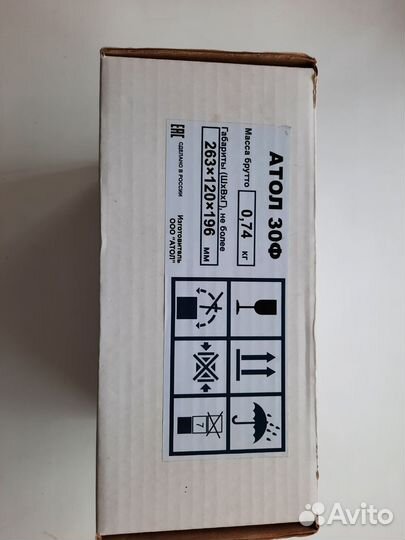 АТОЛ 30Ф
Масса брутто 0,74 кг
Габариты (ШхВхГ), не более
263×120×196 мм
EAC
СДЕЛАНО В РОССИИ
Изготовитель
ООО "АТОЛ"
7
Avito